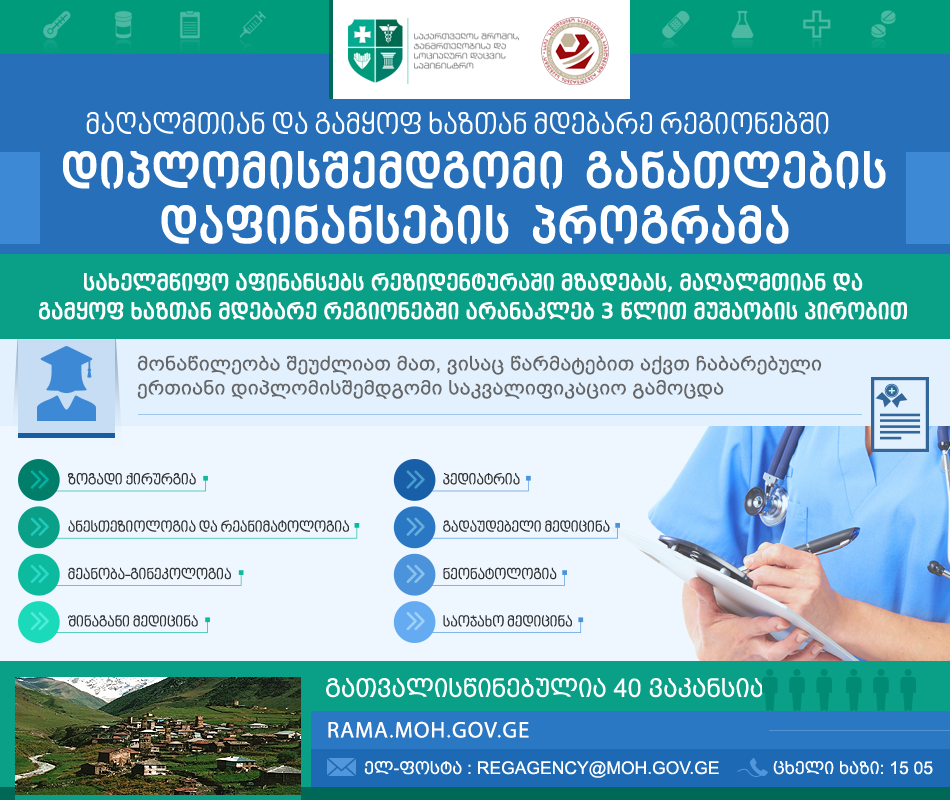 საქართველოს შრომის,
ჯანმრთელობისა და
სოციალური დაცვის
სამინისტრო
მაღალმთიან და გამყოფ ხაზთან მდებარე რეგიონებში
დიპლომისშემდგომი განათლების
დაფინანსების პროგრამა
სახელმწიფო აფინანსებს რეზიდენტურაში მზადებას, მაღალმთიან და
გამყოფ ხაზთან მდებარე რეგიონებში არანაკლებ 3 წლით მუშაობის პირობით
მონაწილეობა შეუძლიათ მათ, ვისაც წარმატებით აქვთ ჩაბარებული
ერთიანი დიპლომისშემდგომი საკვალიფიკაციო გამოცდა
ზოგადი ქირურგია
პედიატრია
ანესთეზიოლოგია და რეანიმატოლოგია
გადაუდებელი მედიცინა
მეანობა-გინეკოლოგია
ნეონატოლოგია
შინაგანი მედიცინა
საოჯახო მედიცინა
გათვალისწინებულია 40 ვაკანსია
RAMA.MOH.GOV.GE
ელ-ფოსტა : REGAGENCY@MOH.GOV.GE
ცხელი ხაზი: 15 05